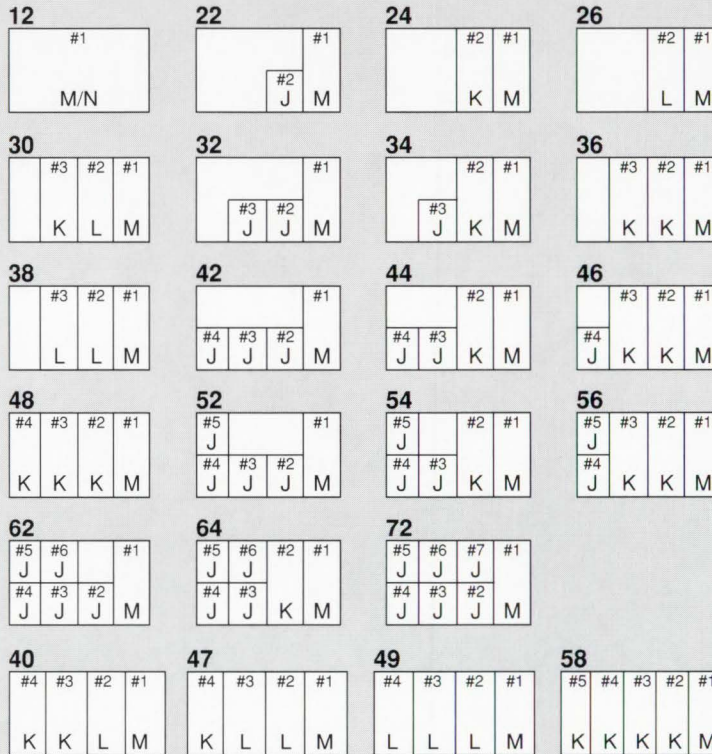 12 22 24 26
#1 #1 #2 #1 #2 #1
#2
M/N J M K M L M
30 32 34 36
#3 #2 #1 #1 #2 #1 #3 #2 #1
#3 #2 #3
K L M J J M J K M K K M
38 42 44 46
#3 #2 #1 #1 #2 #1 #3 #2 #1
#4 #3 #2 #4 #3 #4
L L M J J J M J J K M J K K M
48 52 54 56
#4 #3 #2 #1 #5 #1 #5 #2 #1 #5 #3 #2 #1
J J J
#4 #3 #2 #4 #3 #4
K K K M J J J M J J K M J K K M
62 64 72
#5 #6 #1 #5 #6 #2 #1 #5 #6 #7 #1
J J J J J J J
#4 #3 #2 #4 #3 #4 #3 #2
J J J M J J K M J J J M
40 47 49 58
#4 #3 #2 #1 #4 #3 #2 #1 #4 #3 #2 #1 #5 #4 #3 #2 #1
K K L M K L L M L L L M K K K K M